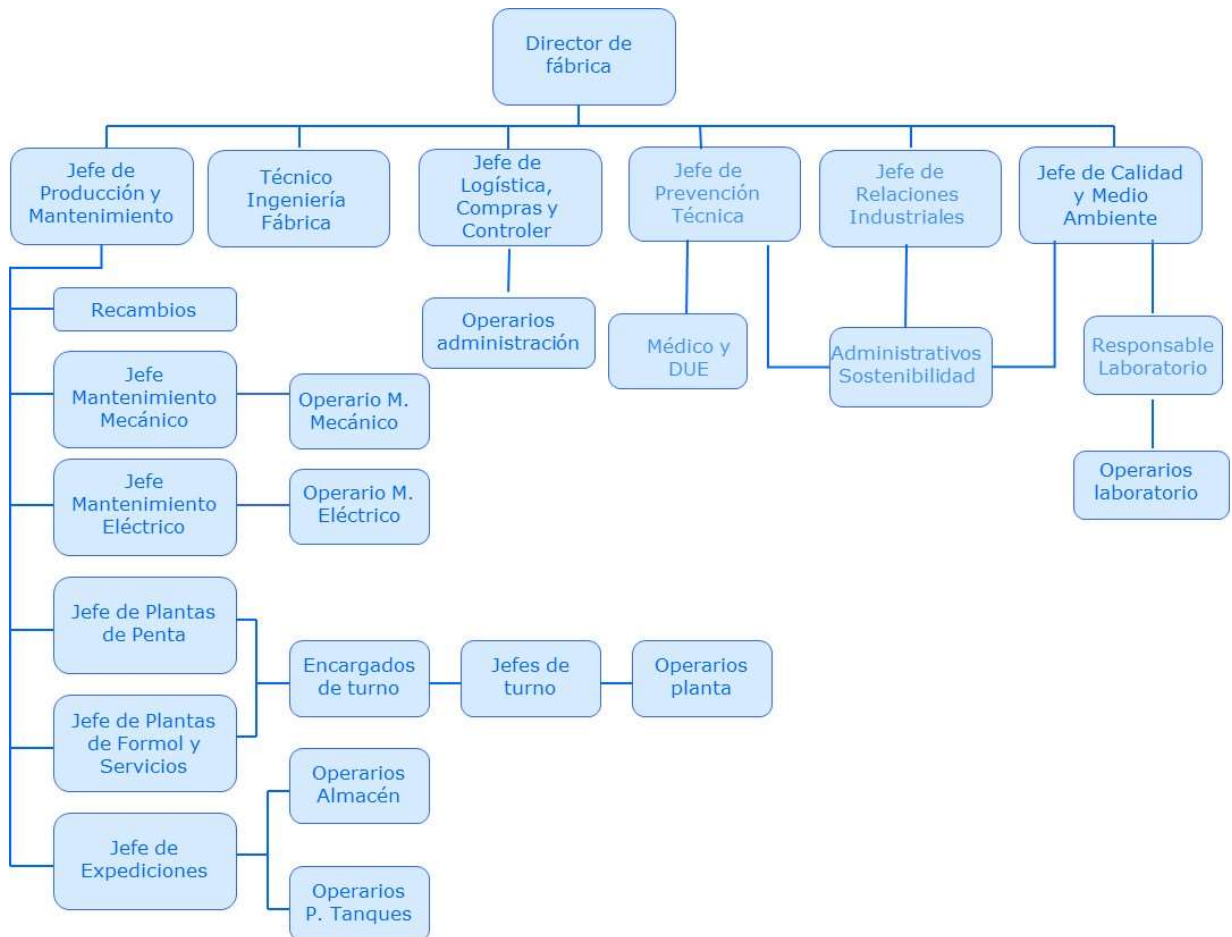 Director de
fábrica
Jefe de
Producción y
Mantenimiento
Técnico
Ingeniería
Fábrica
Jefe de
Logística,
Compras y
Controler
Jefe de
Prevención
Técnica
Jefe de
Relaciones
Industriales
Jefe de Calidad
y Medio
Ambiente
Recambios
Operarios
administración
Médico y
DUE
Administrativos
Sostenibilidad
Responsable
Laboratorio
Jefe
Mantenimiento
Mecánico
Operario M.
Mecánico
Jefe
Mantenimiento
Eléctrico
Operario M.
Eléctrico
Operarios
laboratorio
Jefe de Plantas
de Penta
Encargados
de turno
Jefes de
turno
Operarios
planta
Jefe de Plantas
de Formol y
Servicios
Operarios
Almacén
Jefe de
Expediciones
Operarios
P. Tanques